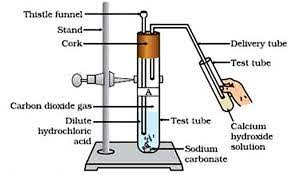 Thistle funnel
Stand
Cork
Delivery tube
Test tube
A
Carbon dioxide gas
Dilute
hydrochloric
acid
Test tube
Calcium
hydroxide
solution
Sodium
carbonate